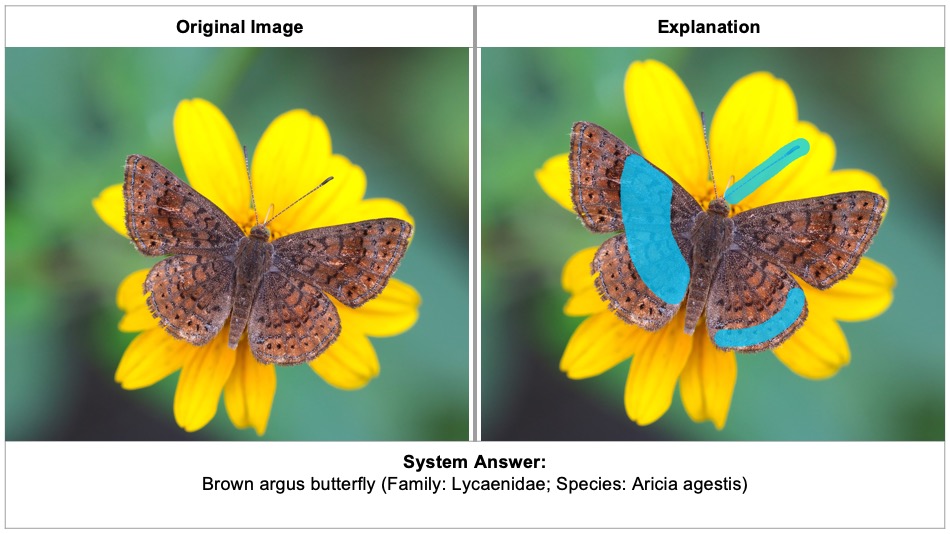 Original Image
Explanation
System Answer:
Brown argus butterfly (Family: Lycaenidae; Species: Aricia agestis)